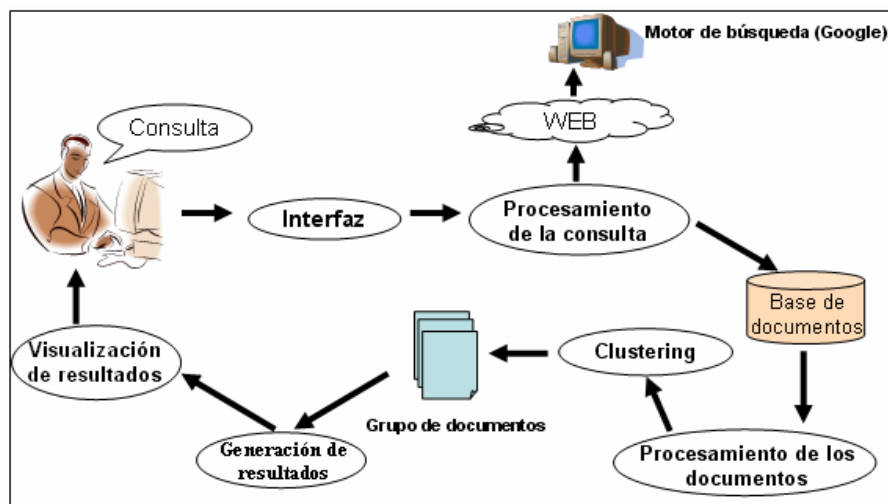 Motor de búsqueda (Google)
Consulta
WEB
Interfaz
Procesamiento
de la consulta
Base de
documentos
Visualización
de resultados
Clustering
Grupo de documentos
Generación de
resultados
Procesamiento de los
documentos